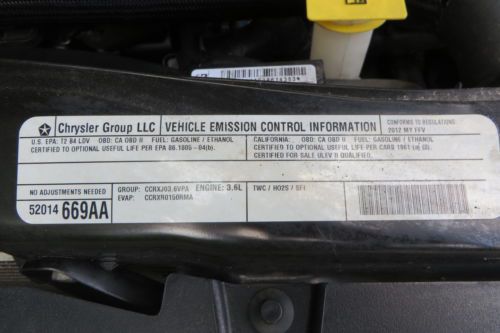 Chrysler Group LLC VEHICLE EMISSION CONTROL INFORMATION CONFORMS TO REGULATIONS
2012 MY FFV
U.S. EPA: T2 B4 LDV OBD: CA OBD II FUEL: GASOLINE / ETHANOL
CERTIFIED TO OPTIONAL USEFUL LIFE PER EPA 86.1805-04(b).
CALIFORNIA: OBD: CA OBD II FUEL: GASOLINE / ETHANOL
CERTIFIED TO OPTIONAL USEFUL LIFE PER CARB 1961 (a) (8).
CERTIFIED FOR SALE ULEV II QUALIFIED.
NO ADJUSTMENTS NEEDED
52014 669AA
GROUP: CCRXJ03.6VPA ENGINE: 3.6L
EVAP: CCRXR0150RMA
TWC / HO2S / SFI